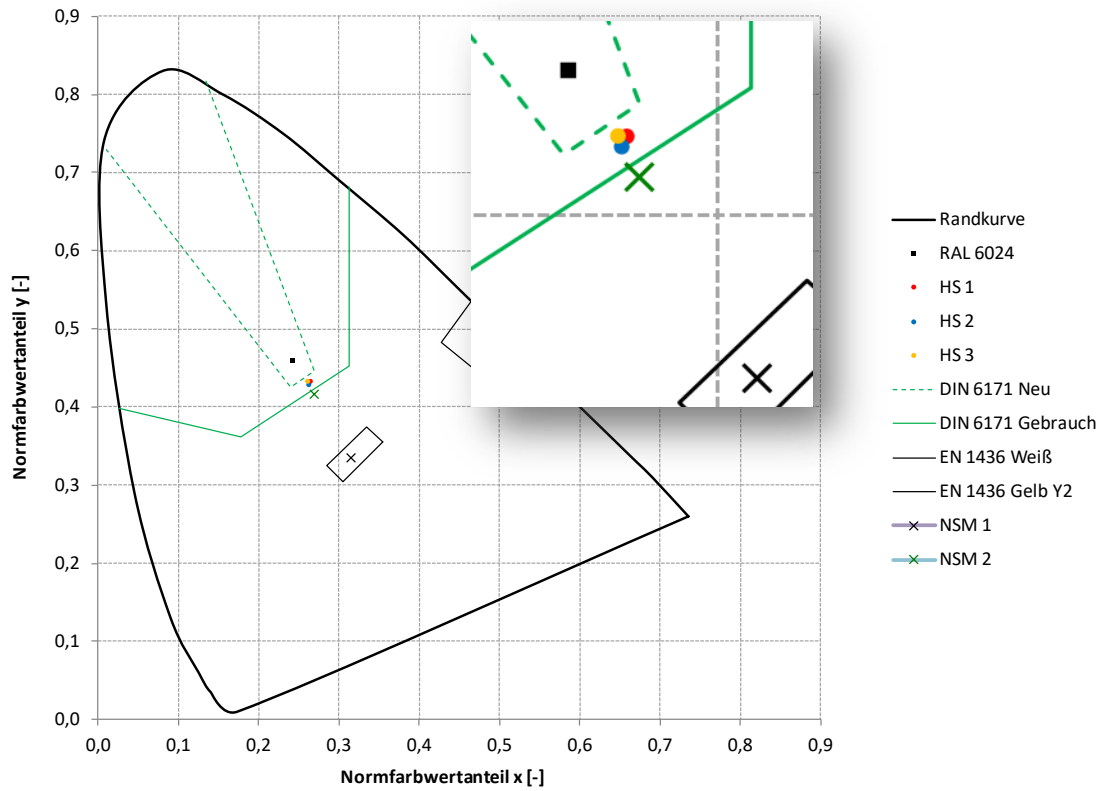 0,9
0,8
0,7
0,6
0,5
0,4
0,3
0,2
0,1
0,0
Normfarbwertanteil y [-]
0,0 0,1 0,2 0,3 0,4 0,5 0,6 0,7 0,8 0,9
Normfarbwertanteil x [-]
Randkurve
RAL 6024
HS 1
HS 2
HS 3
DIN 6171 Neu
DIN 6171 Gebrauch
EN 1436 Weiß
EN 1436 Gelb Y2
NSM 1
NSM 2